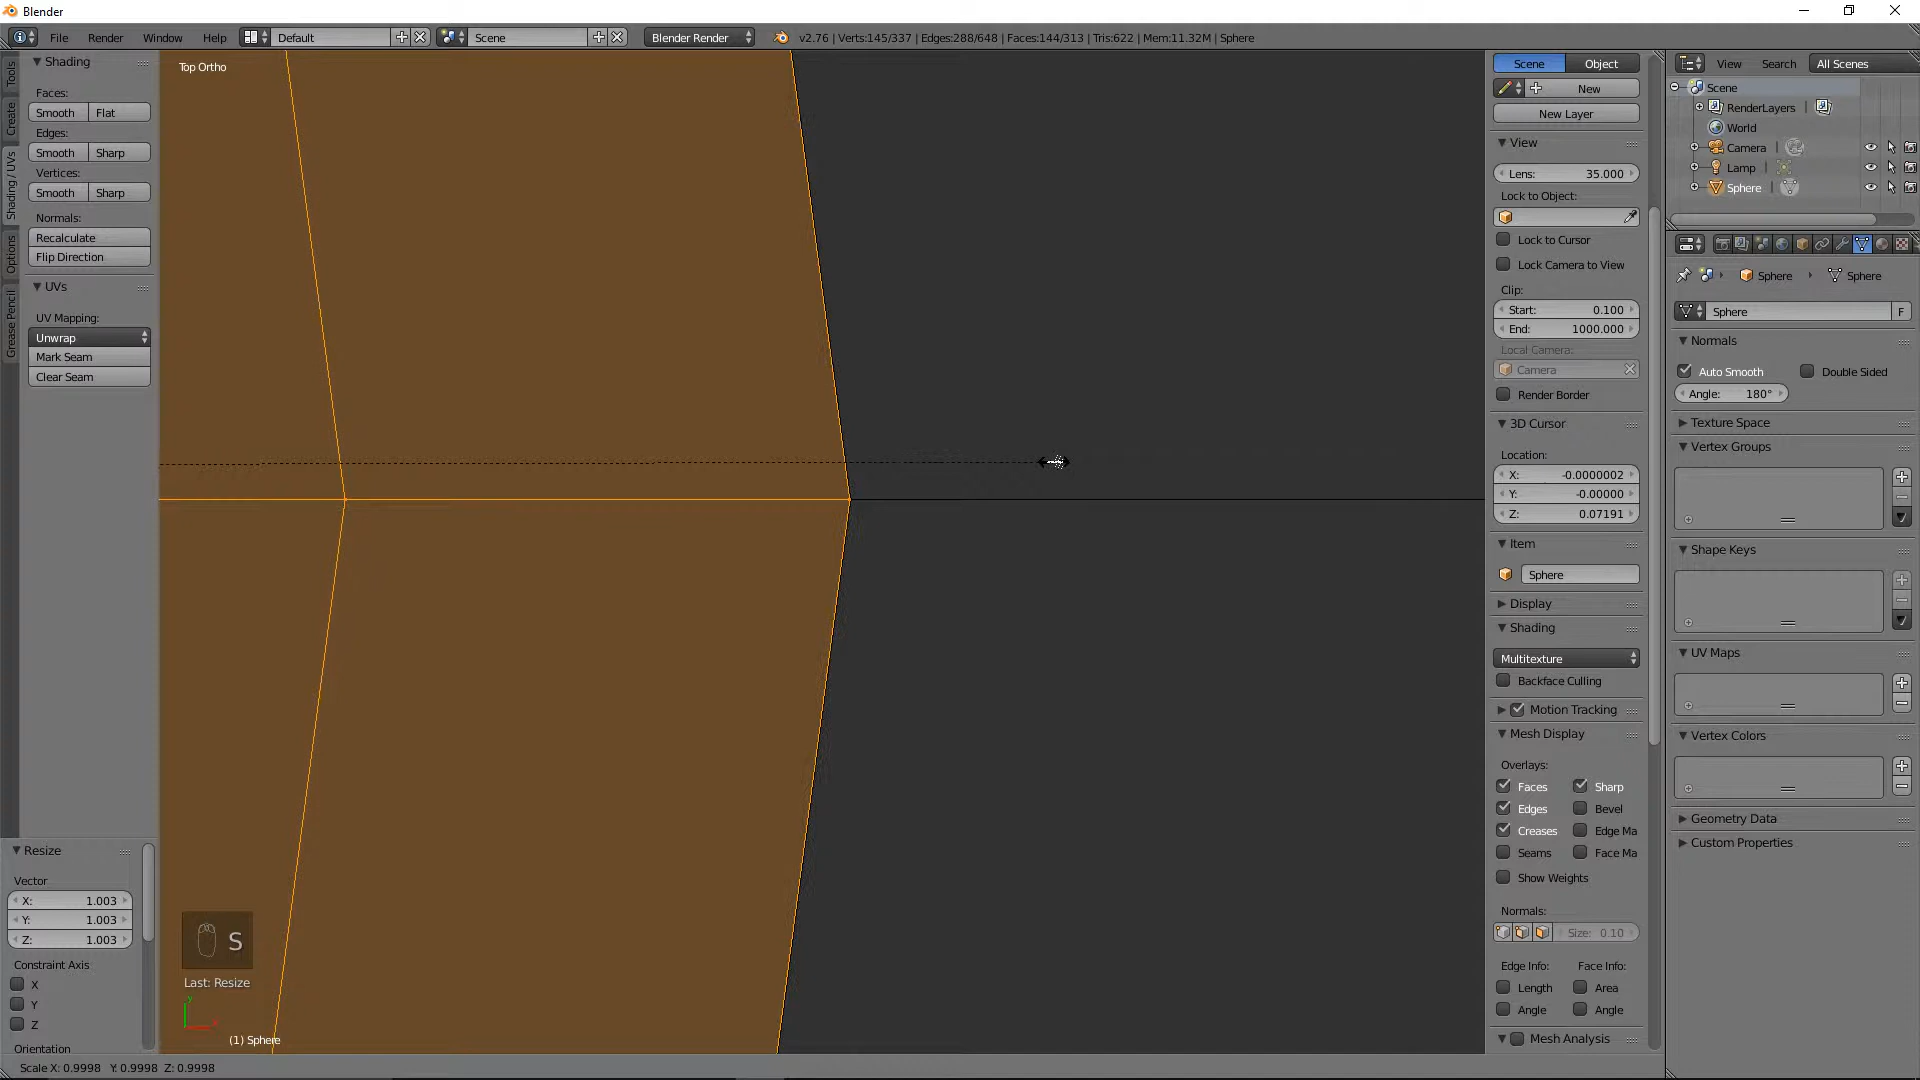 Blender
File Render Window Help Default Scene Blender Render v2.76 | Verts:145/337 | Edges:288/648 | Faces:144/313 | Tris:622 | Mem:11.32M | Sphere
Tools
Create
Shading / UVs
Options
Grease Pencil
Shading
Faces:
Smooth Flat
Edges:
Smooth Sharp
Vertices:
Smooth Sharp
Normals:
Recalculate
Flip Direction
UVs
UV Mapping:
Unwrap
Mark Seam
Clear Seam
Resize
Vector
X: 1.003
Y: 1.003
Z: 1.003
Constraint Axis
X
Y
Z
Orientation
Top Ortho
S
Last: Resize
y
x
(1) Sphere
Scale X: 0.9998 Y: 0.9998 Z: 0.9998
Scene Object
New
New Layer
View
Lens: 35.000
Lock to Object:
Lock to Cursor
Lock Camera to View
Clip:
Start: 0.100
End: 1000.000
Local Camera:
Camera
Render Border
3D Cursor
Location:
X: -0.0000002
Y: -0.00000
Z: 0.07191
Item
Sphere
Display
Shading
Multitexture
Backface Culling
Motion Tracking
Mesh Display
Overlays:
Faces Sharp
Edges Bevel
Creases Edge Ma
Seams Face Ma
Show Weights
Normals:
Size: 0.10
Edge Info: Face Info:
Length Area
Angle Angle
Mesh Analysis
View Search All Scenes
Scene
RenderLayers
World
Camera
Lamp
Sphere
Sphere Sphere
Sphere F
Normals
Auto Smooth Double Sided
Angle: 180°
Texture Space
Vertex Groups
Shape Keys
UV Maps
Vertex Colors
Geometry Data
Custom Properties